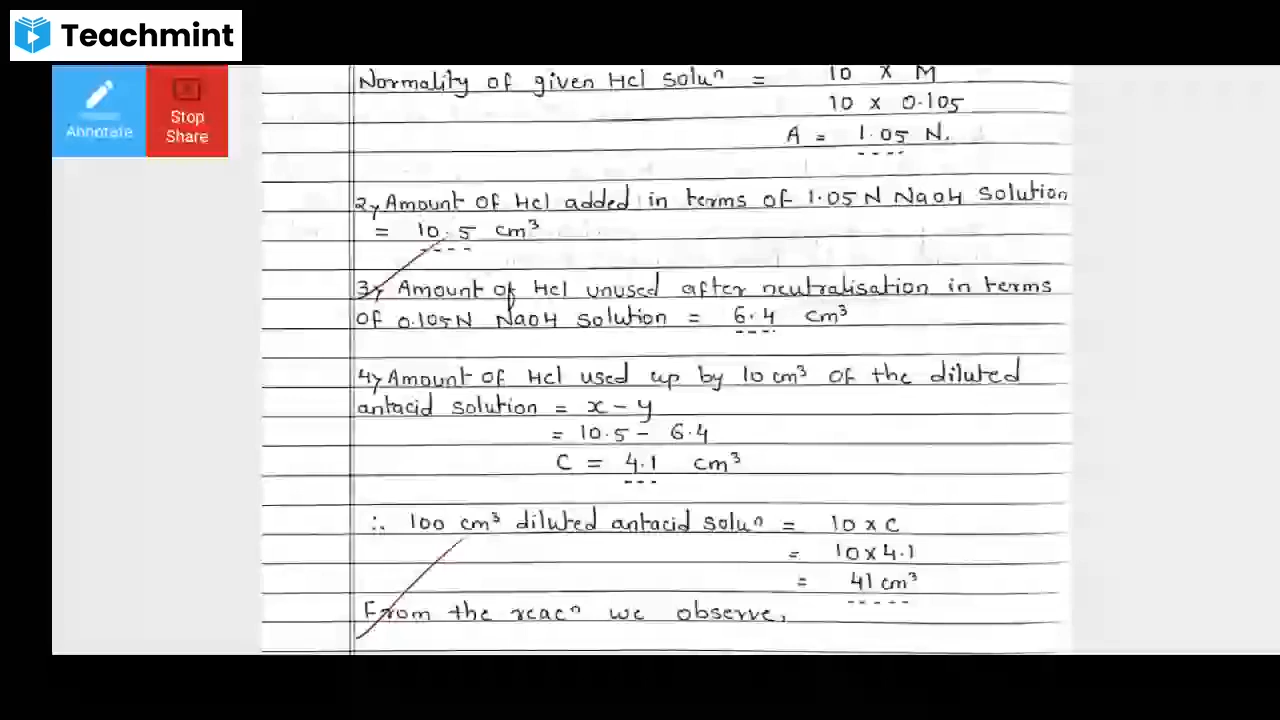 Teachmint
Annotate
Stop
Share
Normality of given Hcl soluⁿ = 10 x M
10 x 0.105
A = 1.05 N.
2> Amount of Hcl added in terms of 1.05 N NaOH solution
= 10.5 cm³
3> Amount of Hcl unused after neutralisation in terms
of 0.105N NaOH solution = 6.4 cm³
4> Amount of Hcl used up by 10 cm³ of the diluted
antacid solution = x - y
= 10.5 - 6.4
C = 4.1 cm³
∴ 100 cm³ diluted antacid soluⁿ = 10 x C
= 10 x 4.1
= 41 cm³
From the reacⁿ we observe,